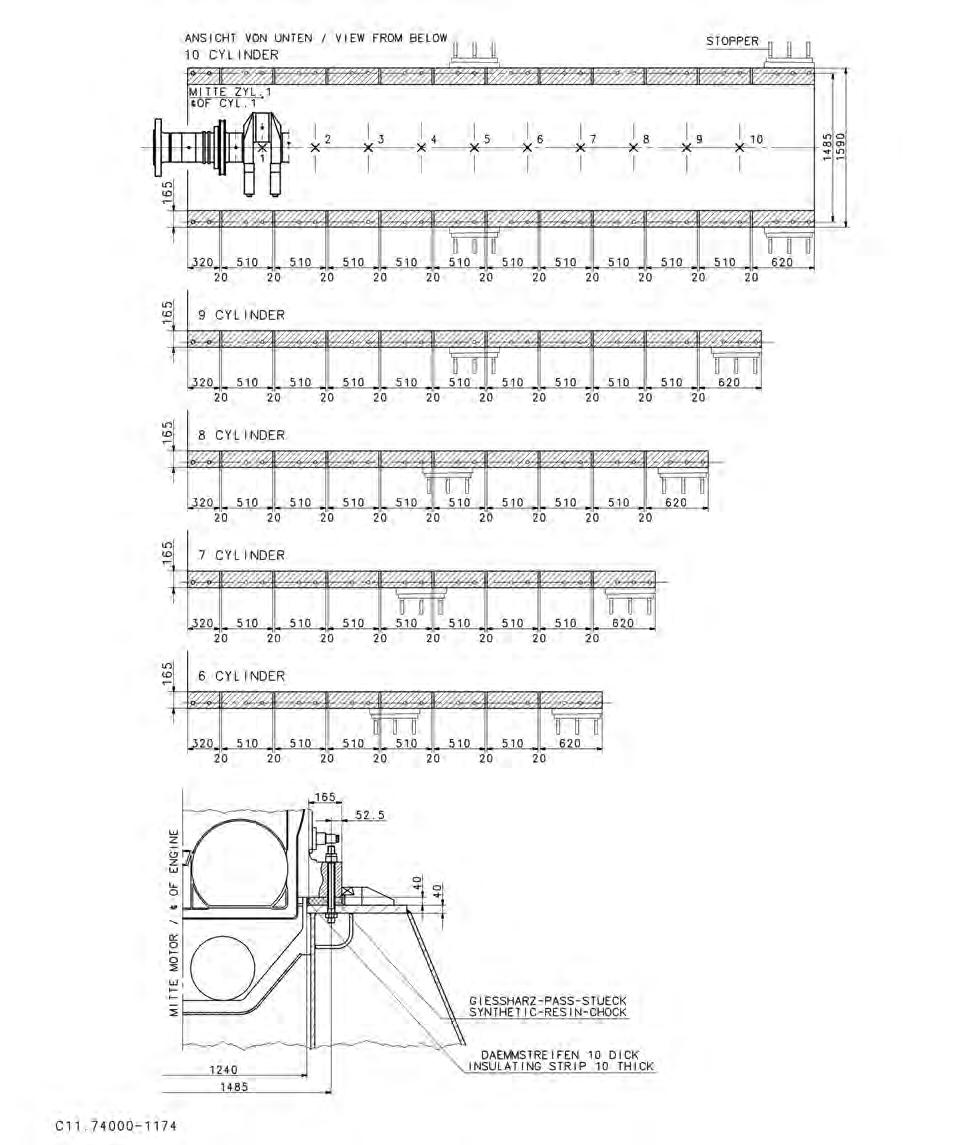 ANSICHT VON UNTEN / VIEW FROM BELOW
10 CYLINDER
STOPPER
MITTE ZYL.1
℄OF CYL.1
1 2 3 4 5 6 7 8 9 10
1485
1590
165
320 510 510 510 510 510 510 510 510 510 510 620
20 20 20 20 20 20 20 20 20 20 20
165
9 CYLINDER
320 510 510 510 510 510 510 510 510 510 620
20 20 20 20 20 20 20 20 20 20
165
8 CYLINDER
320 510 510 510 510 510 510 510 510 620
20 20 20 20 20 20 20 20 20
165
7 CYLINDER
320 510 510 510 510 510 510 510 620
20 20 20 20 20 20 20 20
165
6 CYLINDER
320 510 510 510 510 510 510 620
20 20 20 20 20 20 20
165
52.5
MITTE MOTOR / ℄ OF ENGINE
40
40
GIESSHARZ-PASS-STUECK
SYNTHETIC-RESIN-CHOCK
DAEMMSTREIFEN 10 DICK
INSULATING STRIP 10 THICK
1240
1485
C11.74000-1174